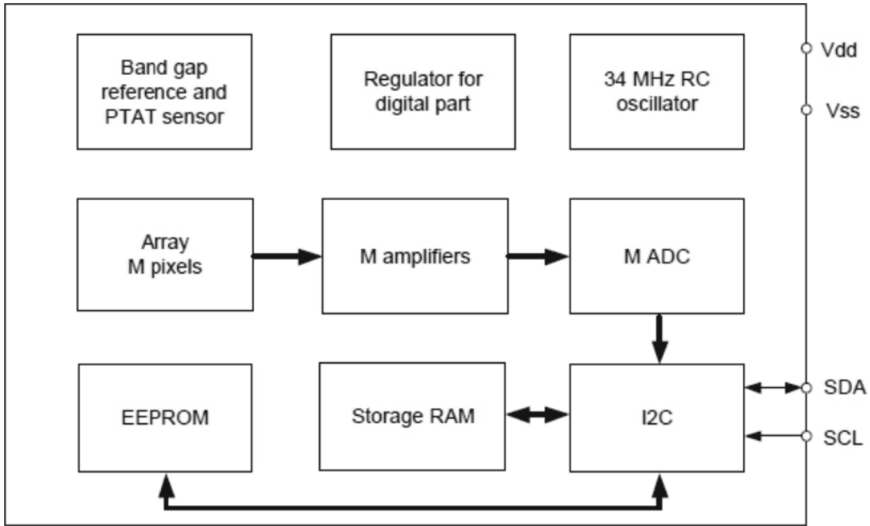 Band gap
reference and
PTAT sensor
Regulator for
digital part
34 MHz RC
oscillator
Vdd
Vss
Array
M pixels
M amplifiers
M ADC
EEPROM
Storage RAM
I2C
SDA
SCL